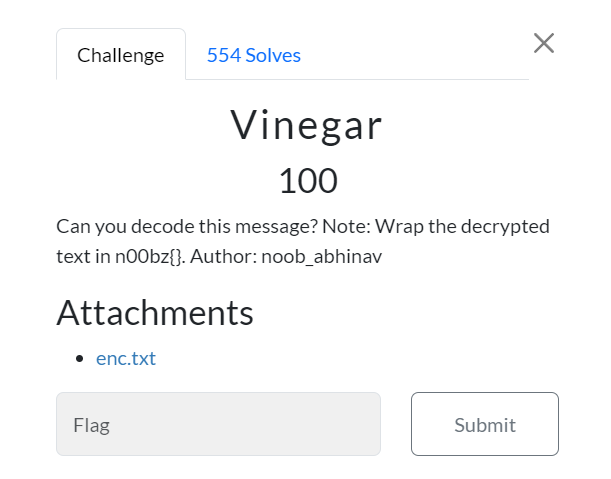 Challenge
554 Solves
Vinegar
100
Can you decode this message? Note: Wrap the decrypted
text in n00bz{}. Author: noob_abhinav
Attachments
enc.txt
Flag
Submit